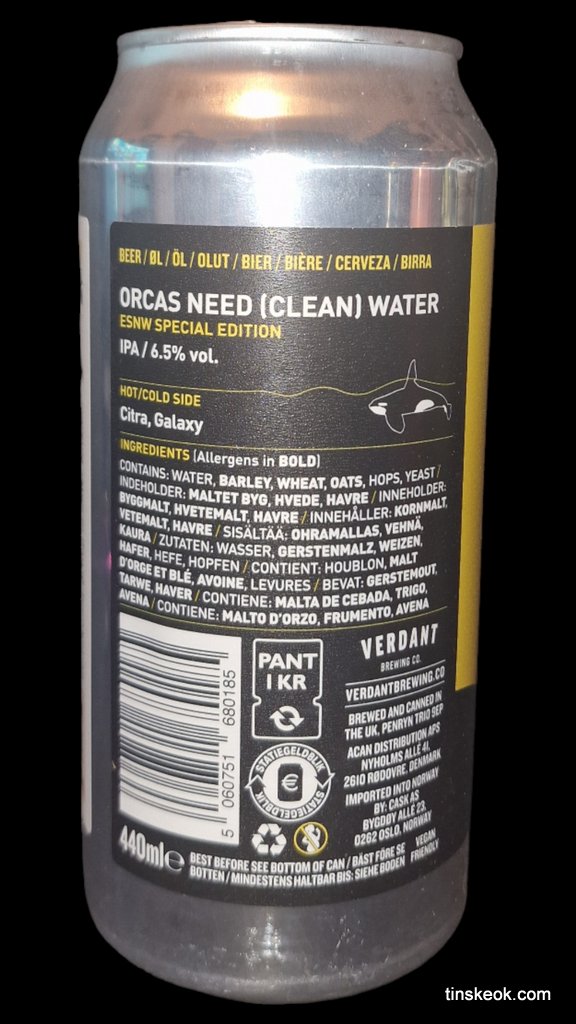 BEER / ØL / ÖL / OLUT / BIER / BIÈRE / CERVEZA / BIRRA
ORCAS NEED (CLEAN) WATER
ESNW SPECIAL EDITION
IPA / 6.5% vol.
HOT/COLD SIDE
Citra, Galaxy
INGREDIENTS (Allergens in BOLD)
CONTAINS: WATER, BARLEY, WHEAT, OATS, HOPS, YEAST /
INDEHOLDER: MALTET BYG, HVEDE, HAVRE / INNEHOLDER:
BYGGMALT, HVETEMALT, HAVRE / INNEHÅLLER: KORNMALT,
VETEMALT, HAVRE / SISÄLTÄÄ: OHRAMALLAS, VEHNÄ,
KAURA / ZUTATEN: WASSER, GERSTENMALZ, WEIZEN,
HAFER, HEFE, HOPFEN / CONTIENT: HOUBLON, MALT
D'ORGE ET BLÉ, AVOINE, LEVURES / BEVAT: GERSTEMOUT,
TARWE, HAVER / CONTIENE: MALTA DE CEBADA, TRIGO,
AVENA / CONTIENE: MALTO D'ORZO, FRUMENTO, AVENA
5 060751 680185
PANT
1 KR
STATIEGELDBLIK
€
STATIEGELDBLIK
VERDANT
BREWING CO.
VERDANTBREWING.CO
BREWED AND CANNED IN
THE UK, PENRYN TR10 9EP
ACAN DISTRIBUTION APS
NYHOLMS ALLE 4L
2610 RØDOVRE, DENMARK
IMPORTED INTO NORWAY
BY: CASK AS
BYGDØY ALLÉ 23,
0262 OSLO, NORWAY
440ml e
BEST BEFORE SEE BOTTOM OF CAN / BÄST FÖRE SE
BOTTEN / MINDESTENS HALTBAR BIS: SIEHE BODEN
VEGAN
FRIENDLY
tinskeok.com